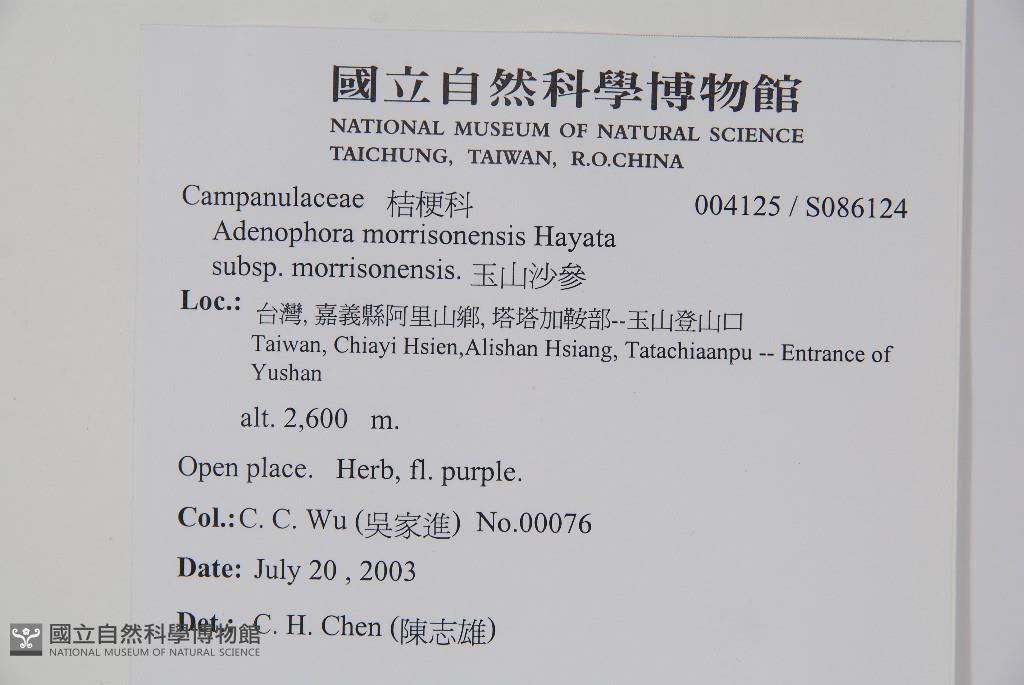 國立自然科學博物館
NATIONAL MUSEUM OF NATURAL SCIENCE
TAICHUNG, TAIWAN, R.O.CHINA
Campanulaceae 桔梗科 004125 / S086124
Adenophora morrisonensis Hayata
subsp. morrisonensis. 玉山沙參
Loc.: 台灣, 嘉義縣阿里山鄉, 塔塔加鞍部--玉山登山口
Taiwan, Chiayi Hsien,Alishan Hsiang, Tatachiaanpu -- Entrance of
Yushan
alt. 2,600 m.
Open place. Herb, fl. purple.
Col.: C. C. Wu (吳家進) No.00076
Date: July 20 , 2003
Det.: C. H. Chen (陳志雄)
國立自然科學博物館
NATIONAL MUSEUM OF NATURAL SCIENCE